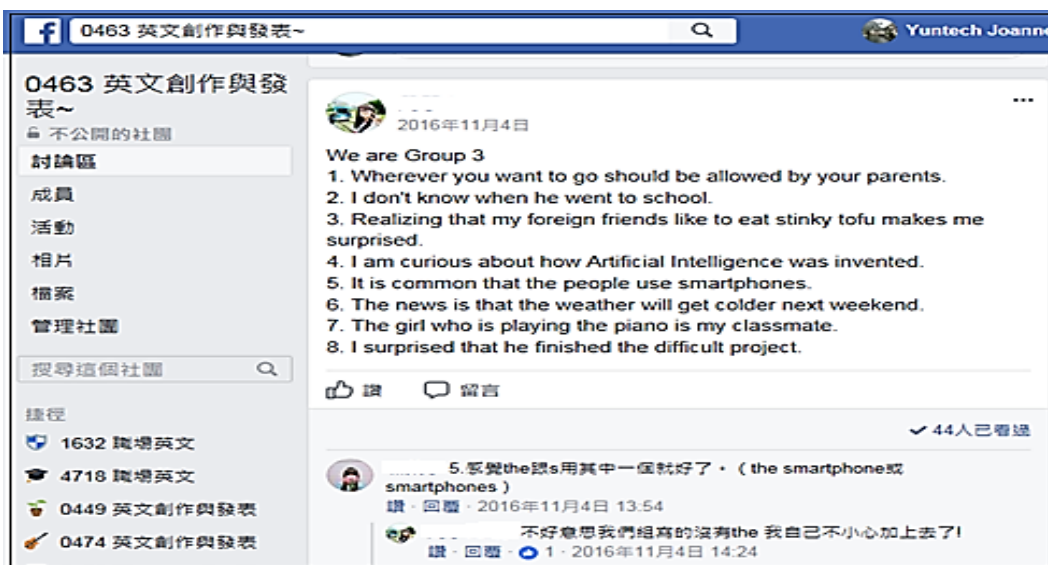 f 0463 英文創作與發表~ Yuntech Joanne
0463 英文創作與發
表~
不公開的社團
討論區
成員
活動
相片
檔案
管理社團
搜尋這個社團
捷徑
1632 職場英文
4718 職場英文
0449 英文創作與發表
0474 英文創作與發表
2016年11月4日
We are Group 3
1. Wherever you want to go should be allowed by your parents.
2. I don't know when he went to school.
3. Realizing that my foreign friends like to eat stinky tofu makes me
surprised.
4. I am curious about how Artificial Intelligence was invented.
5. It is common that the people use smartphones.
6. The news is that the weather will get colder next weekend.
7. The girl who is playing the piano is my classmate.
8. I surprised that he finished the difficult project.
讚 留言
44人已看過
5.感覺the跟s用其中一個就好了。（the smartphone或
smartphones）
讚 · 回覆 · 2016年11月4日 13:54
不好意思我們組寫的沒有the 我自己不小心加上去了!
讚 · 回覆 · 1 · 2016年11月4日 14:24